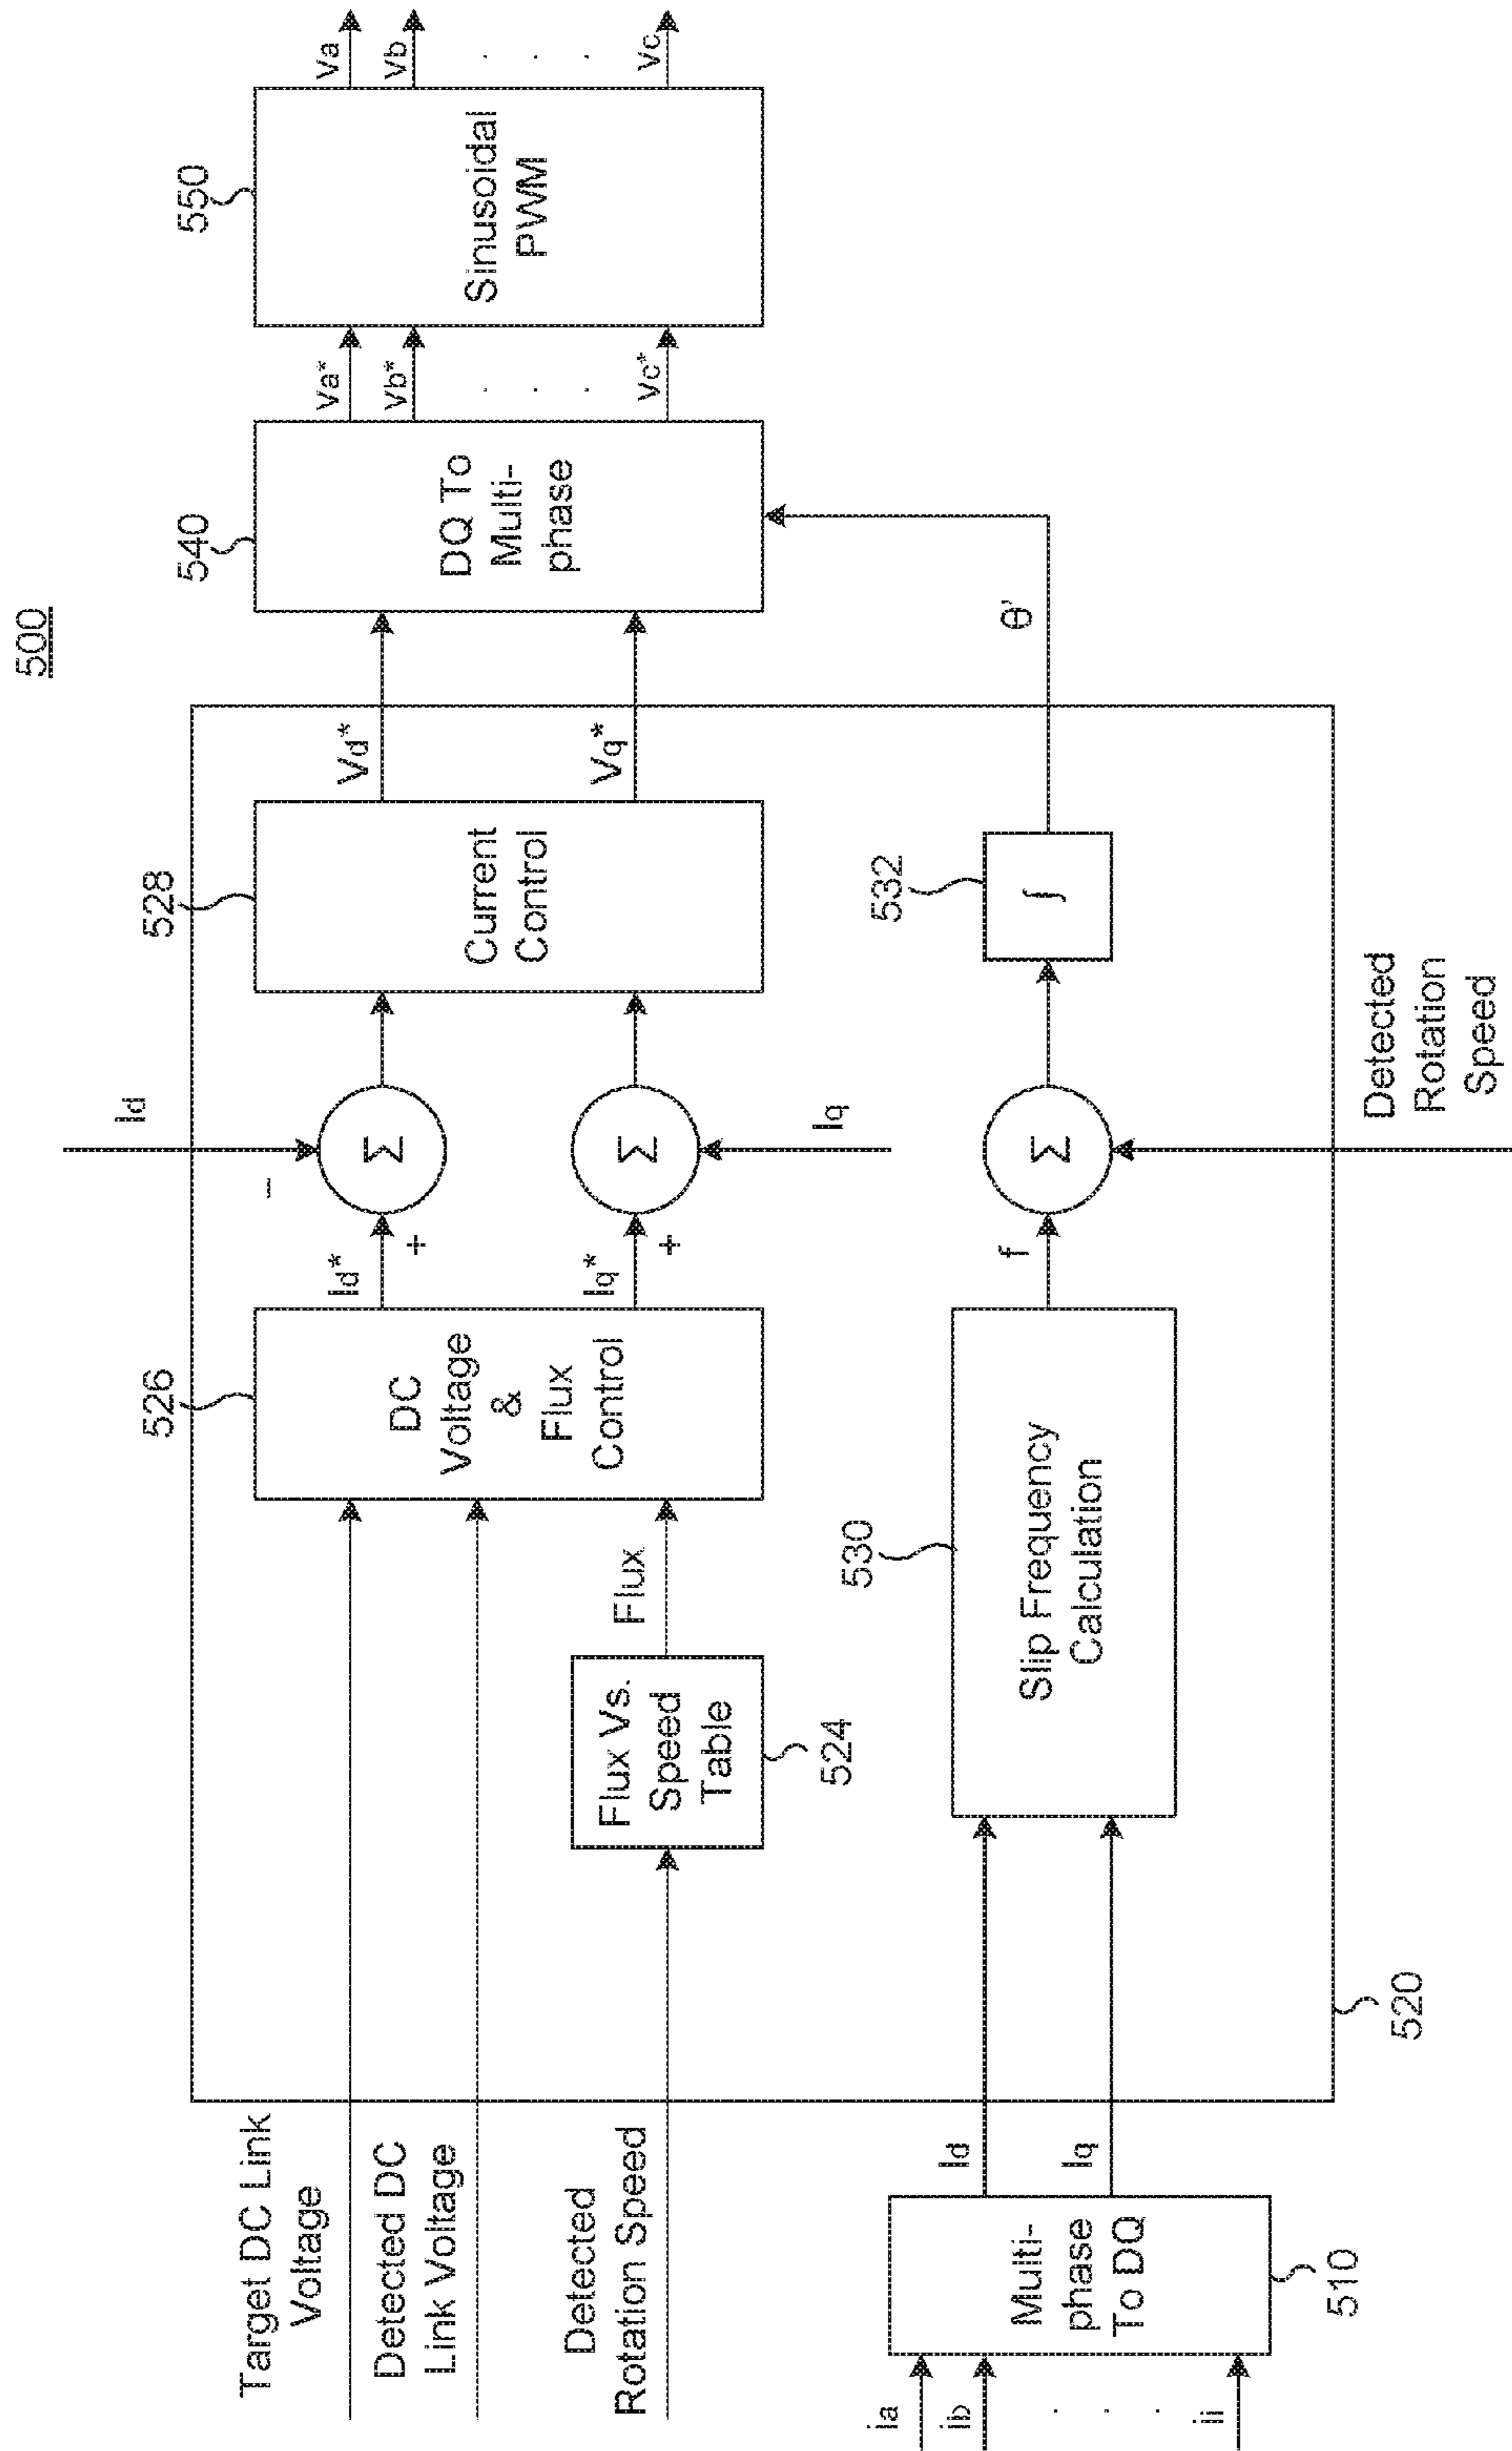 500
Target DC Link
Voltage
Detected DC
Link Voltage
Detected
Rotation Speed
Flux Vs.
Speed
Table
524
Flux
526
DC
Voltage
&
Flux
Control
Id*
+
-
Id
Σ
Iq*
+
Iq
Σ
528
Current
Control
Vd*
Vq*
540
DQ To
Multi-
phase
Va*
Vb*
. . .
Vc*
550
Sinusoidal
PWM
Va
Vb
. . .
Vc
ia
ib
. . .
ii
Multi-
phase
To DQ
510
Id
Iq
530
Slip Frequency
Calculation
f
Σ
Detected
Rotation
Speed
532
∫
θ'
520